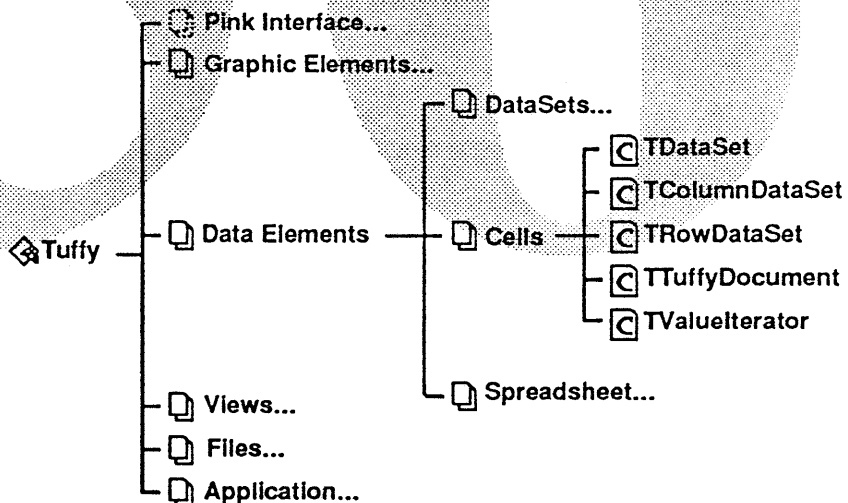 Pink Interface...
Graphic Elements...
DataSets...
TDataSet
TColumnDataSet
Tuffy
Data Elements
Cells
TRowDataSet
TTuffyDocument
TValueIterator
Spreadsheet...
Views...
Files...
Application...